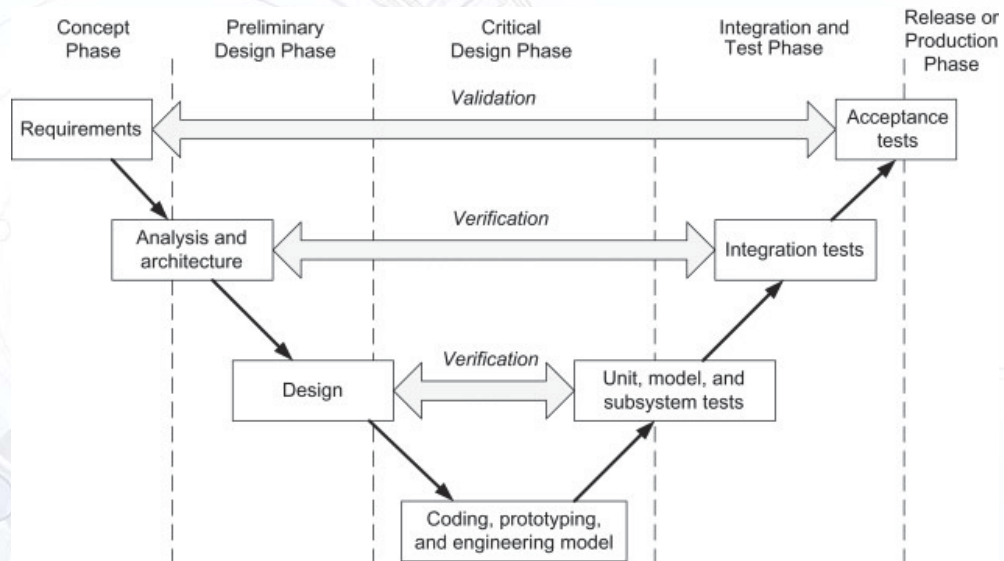 Concept
Phase
Preliminary
Design Phase
Critical
Design Phase
Integration and
Test Phase
Release or
Production
Phase
Validation
Requirements
Acceptance
tests
Verification
Analysis and
architecture
Integration tests
Verification
Design
Unit, model, and
subsystem tests
Coding, prototyping,
and engineering model